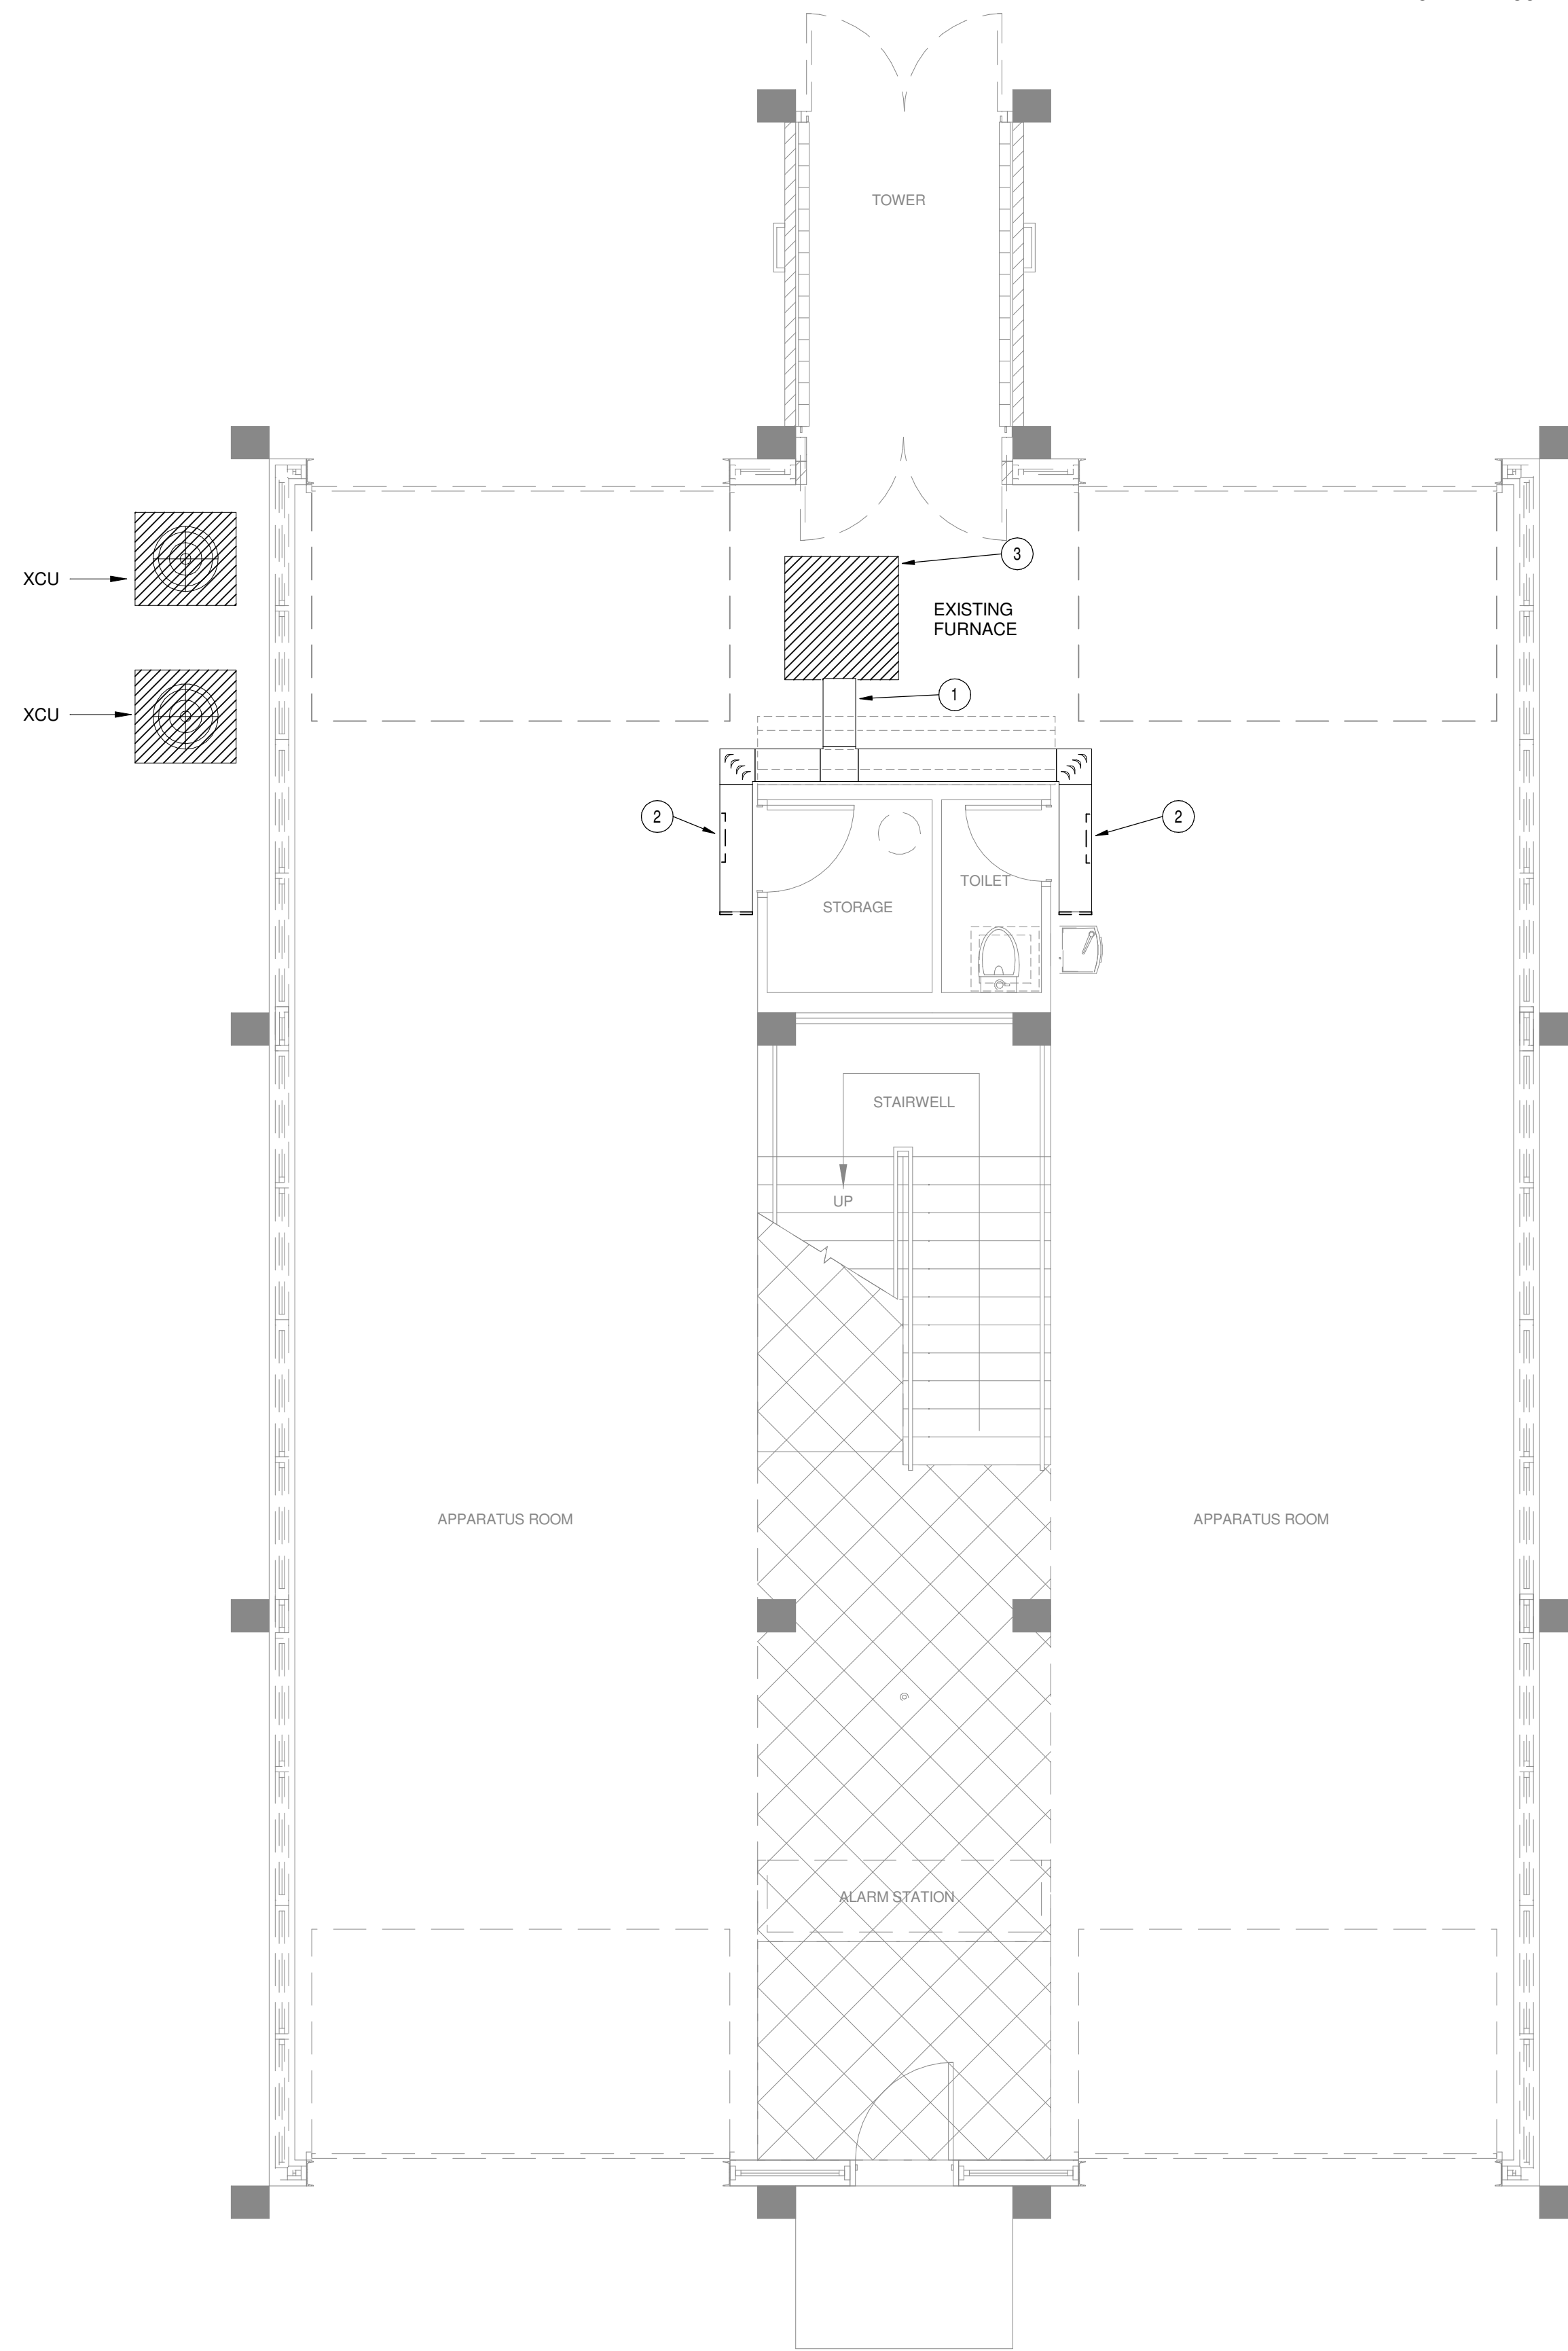 TOWER
3
XCU
EXISTING
FURNACE
1
XCU
2
2
TOILET
STORAGE
STAIRWELL
UP
APPARATUS ROOM
APPARATUS ROOM
ALARM STATION